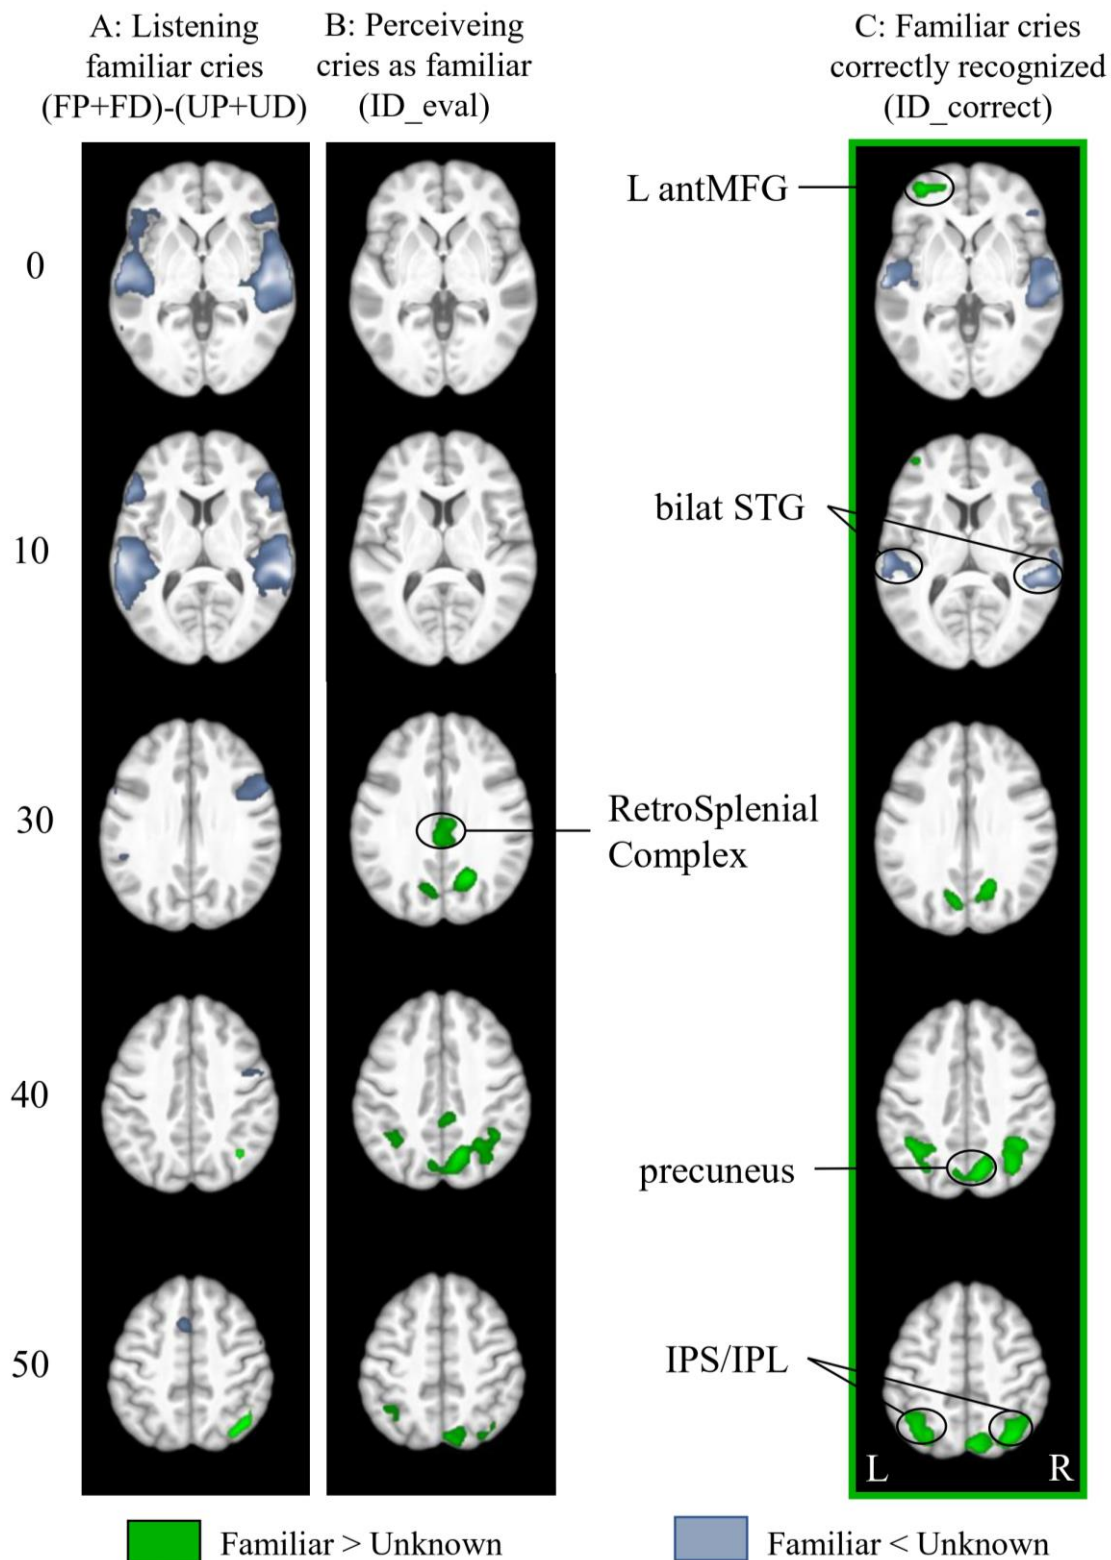 A: Listening
familiar cries
(FP+FD)-(UP+UD)
B: Perceiveing
cries as familiar
(ID_eval)
C: Familiar cries
correctly recognized
(ID_correct)
L antMFG
0
bilat STG
10
RetroSplenial
Complex
30
40
precuneus
50
IPS/IPL
L
R
Familiar > Unknown
Familiar < Unknown